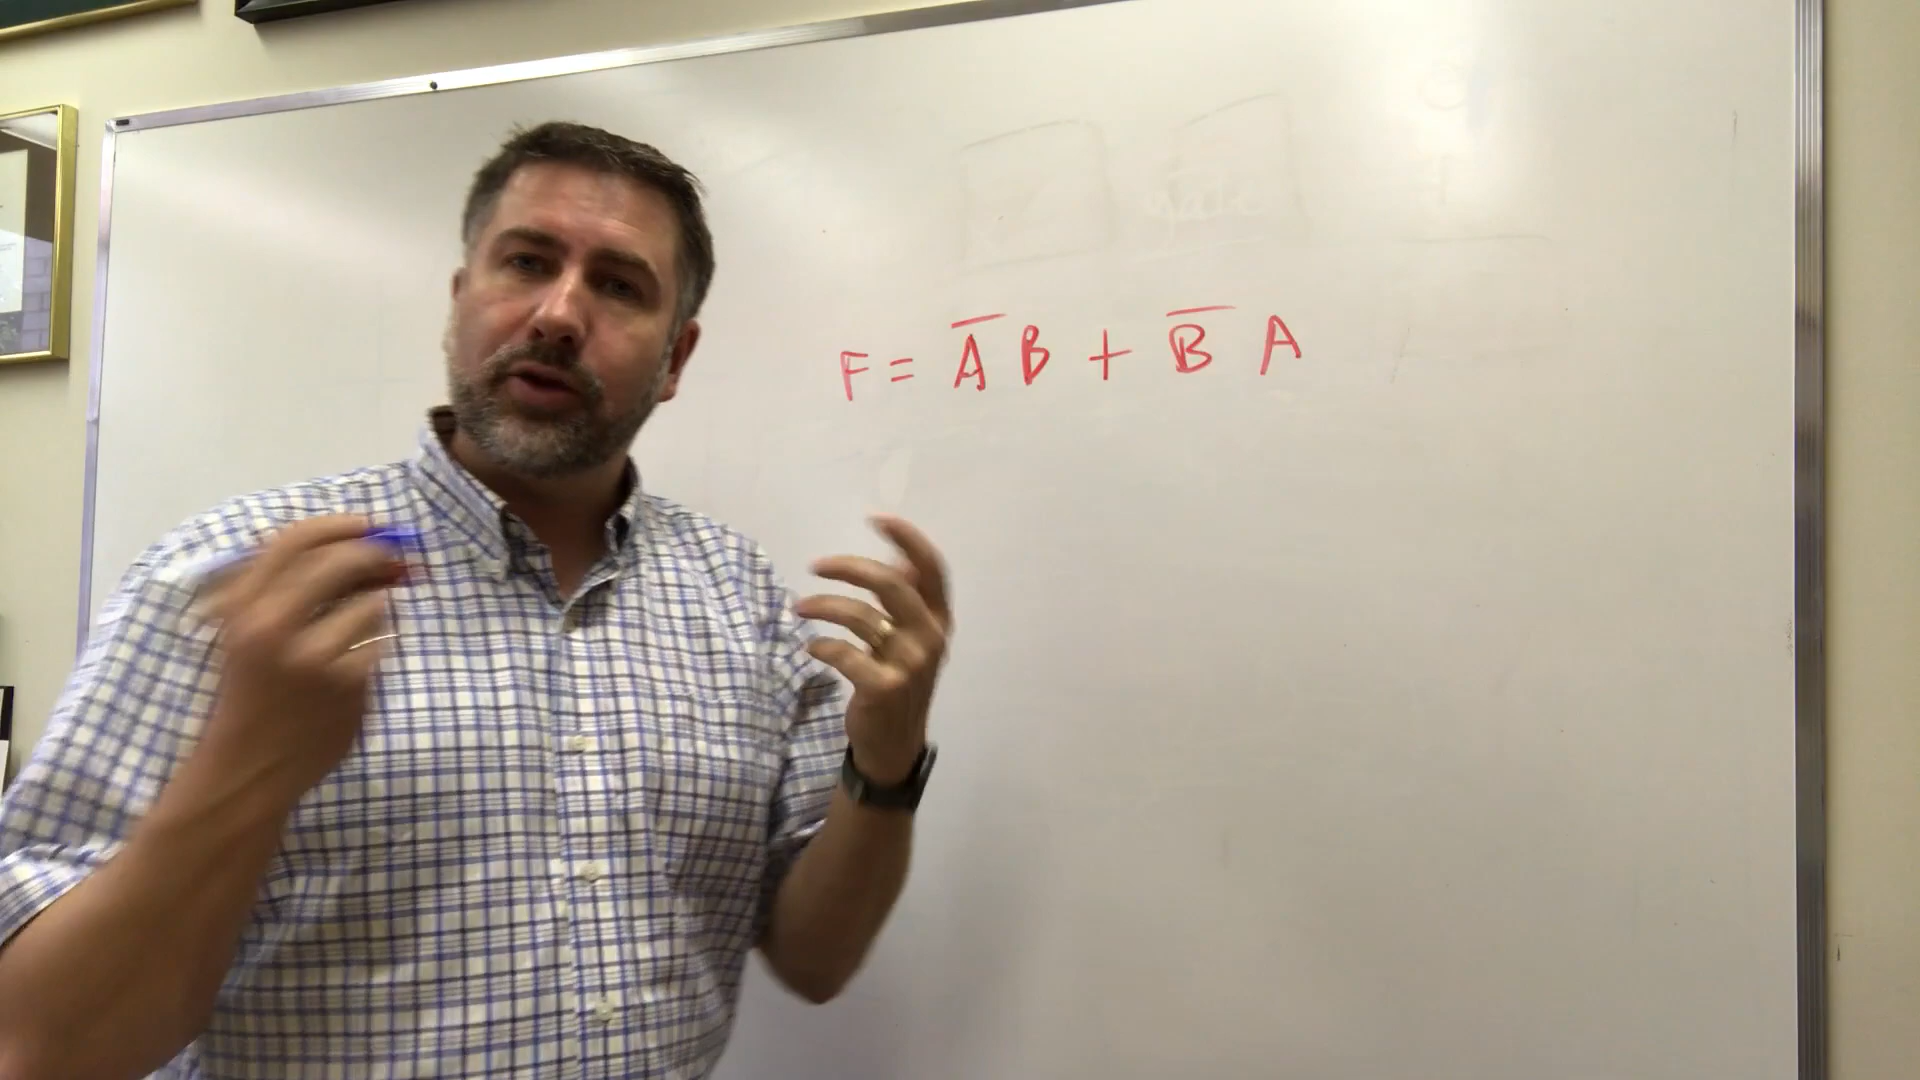 F = A̅ B + B̅ A